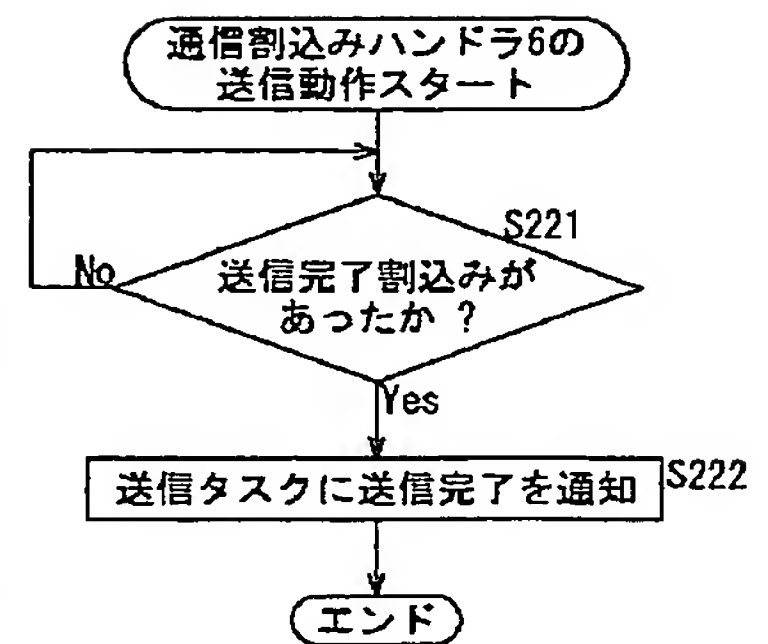 通信割込みハンドラ6の
送信動作スタート
S221
No
送信完了割込みが
あったか ?
Yes
送信タスクに送信完了を通知
S222
エンド